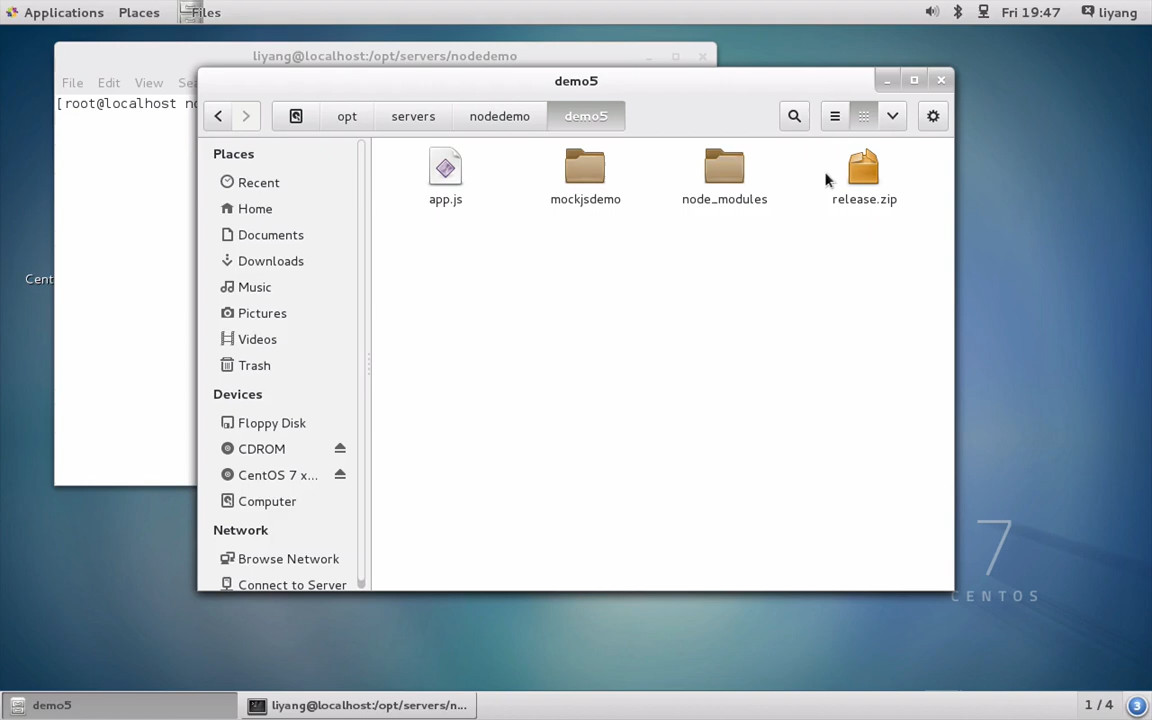 Applications Places Files Fri 19:47 liyang
liyang@localhost:/opt/servers/nodedemo
File Edit View
[root@localhost
demo5
opt servers nodedemo demo5
Places
Recent
Home
Documents
Downloads
Music
Pictures
Videos
Trash
Devices
Floppy Disk
CDROM
CentOS 7 x...
Computer
Network
Browse Network
Connect to Server
app.js mockjsdemo node_modules release.zip
Cent
7
CENTOS
demo5 liyang@localhost:/opt/servers/n... 1 / 4 3